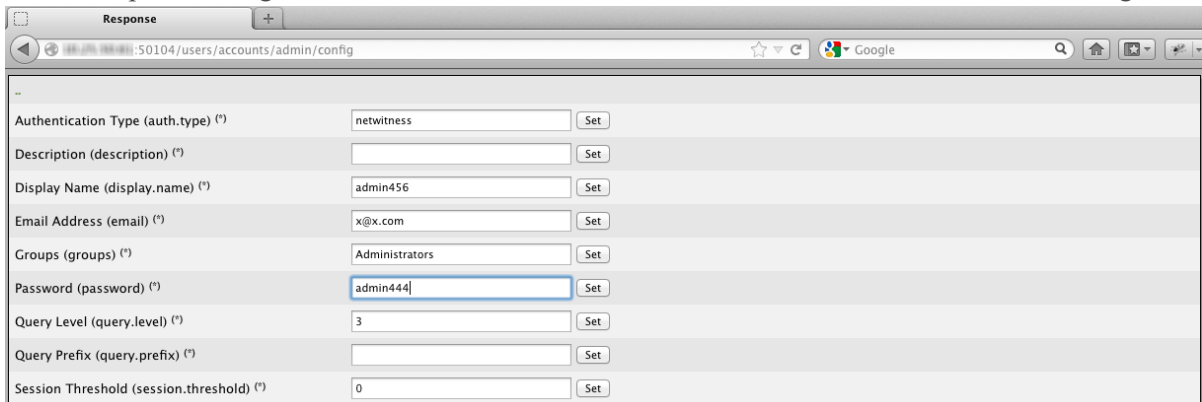 Response
:50104/users/accounts/admin/config
Google
..
Authentication Type (auth.type) (*) netwitness Set
Description (description) (*) Set
Display Name (display.name) (*) admin456 Set
Email Address (email) (*) x@x.com Set
Groups (groups) (*) Administrators Set
Password (password) (*) admin444 Set
Query Level (query.level) (*) 3 Set
Query Prefix (query.prefix) (*) Set
Session Threshold (session.threshold) (*) 0 Set